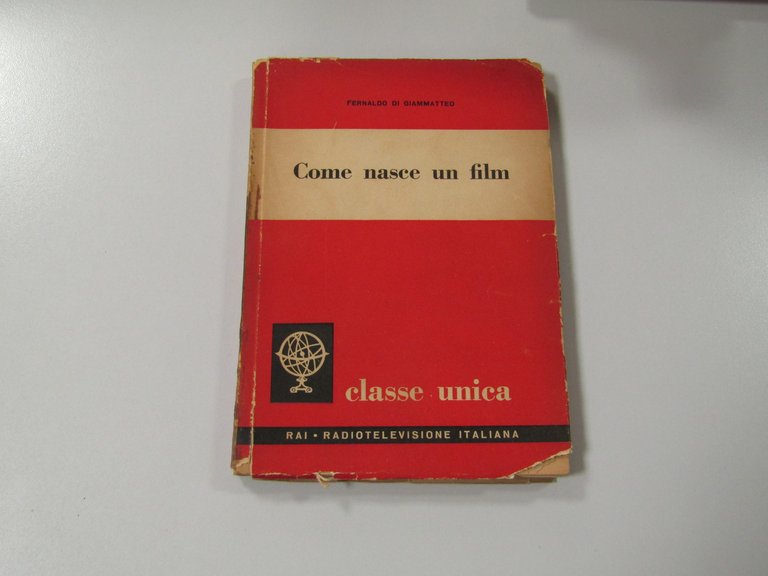 FERNALDO DI GIAMMATTEO
Come nasce un film
classe unica
RAI • RADIOTELEVISIONE ITALIANA